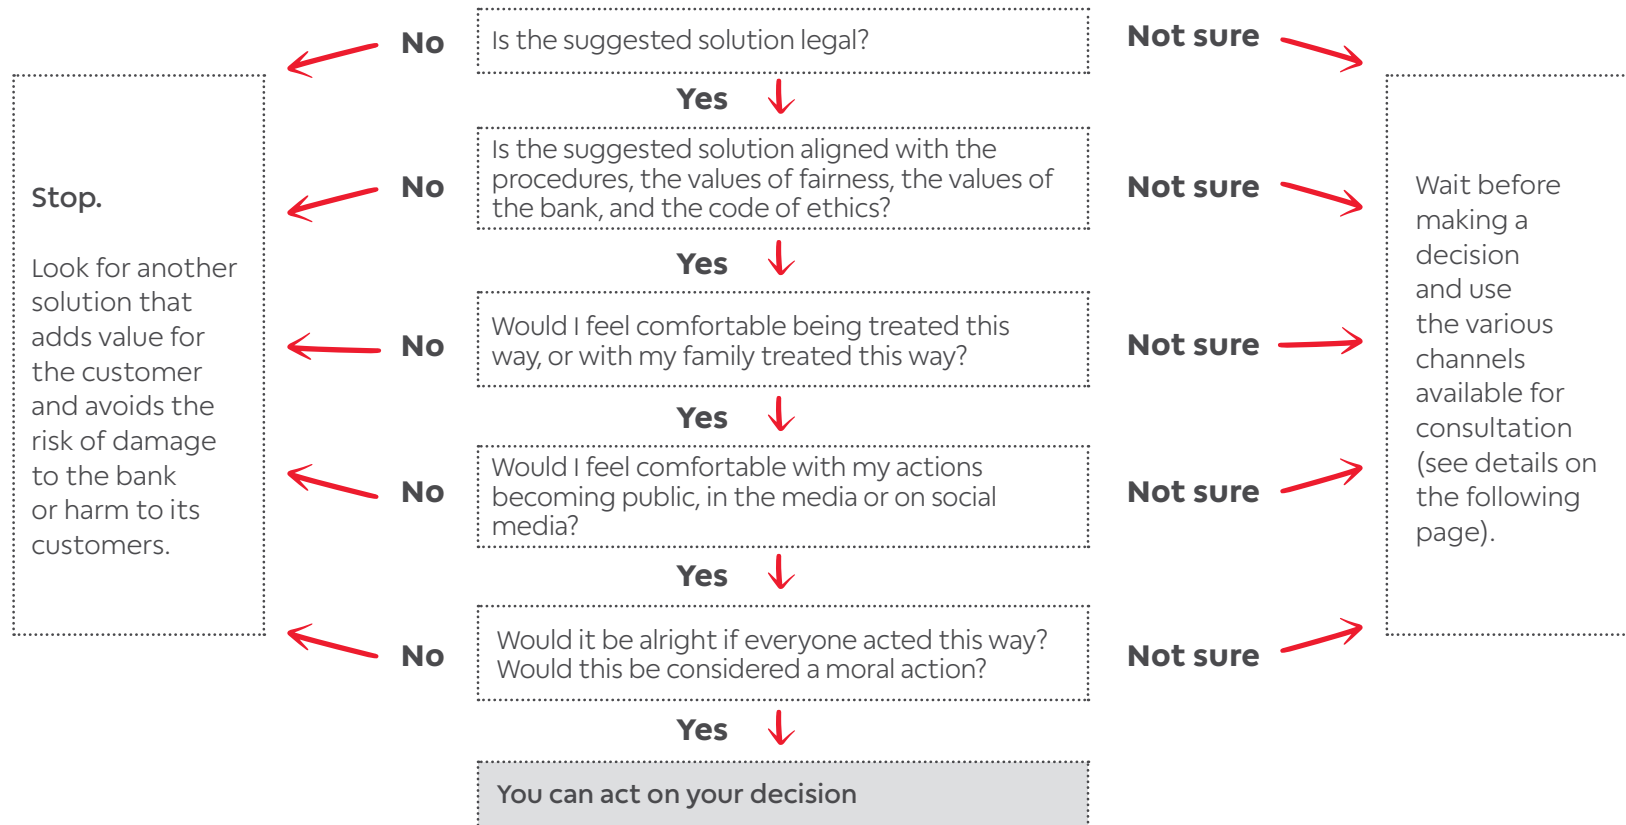 No
Is the suggested solution legal?
Not sure
Yes
No
Is the suggested solution aligned with the
procedures, the values of fairness, the values of
the bank, and the code of ethics?
Not sure
Yes
No
Would I feel comfortable being treated this
way, or with my family treated this way?
Not sure
Yes
No
Would I feel comfortable with my actions
becoming public, in the media or on social
media?
Not sure
Yes
No
Would it be alright if everyone acted this way?
Would this be considered a moral action?
Not sure
Yes
You can act on your decision
Stop.
Look for another
solution that
adds value for
the customer
and avoids the
risk of damage
to the bank
or harm to its
customers.
Wait before
making a
decision
and use
the various
channels
available for
consultation
(see details on
the following
page).